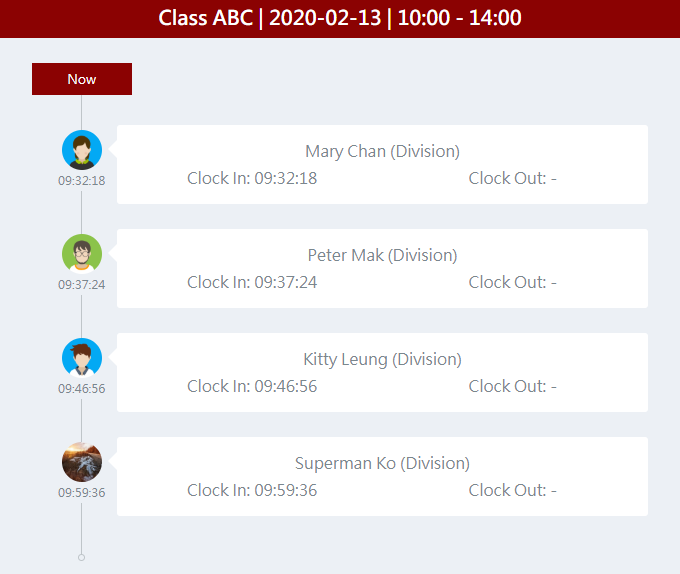 Class ABC | 2020-02-13 | 10:00 - 14:00
Now
Mary Chan (Division)
Clock In: 09:32:18 Clock Out: -
09:32:18
Peter Mak (Division)
Clock In: 09:37:24 Clock Out: -
09:37:24
Kitty Leung (Division)
Clock In: 09:46:56 Clock Out: -
09:46:56
Superman Ko (Division)
Clock In: 09:59:36 Clock Out: -
09:59:36